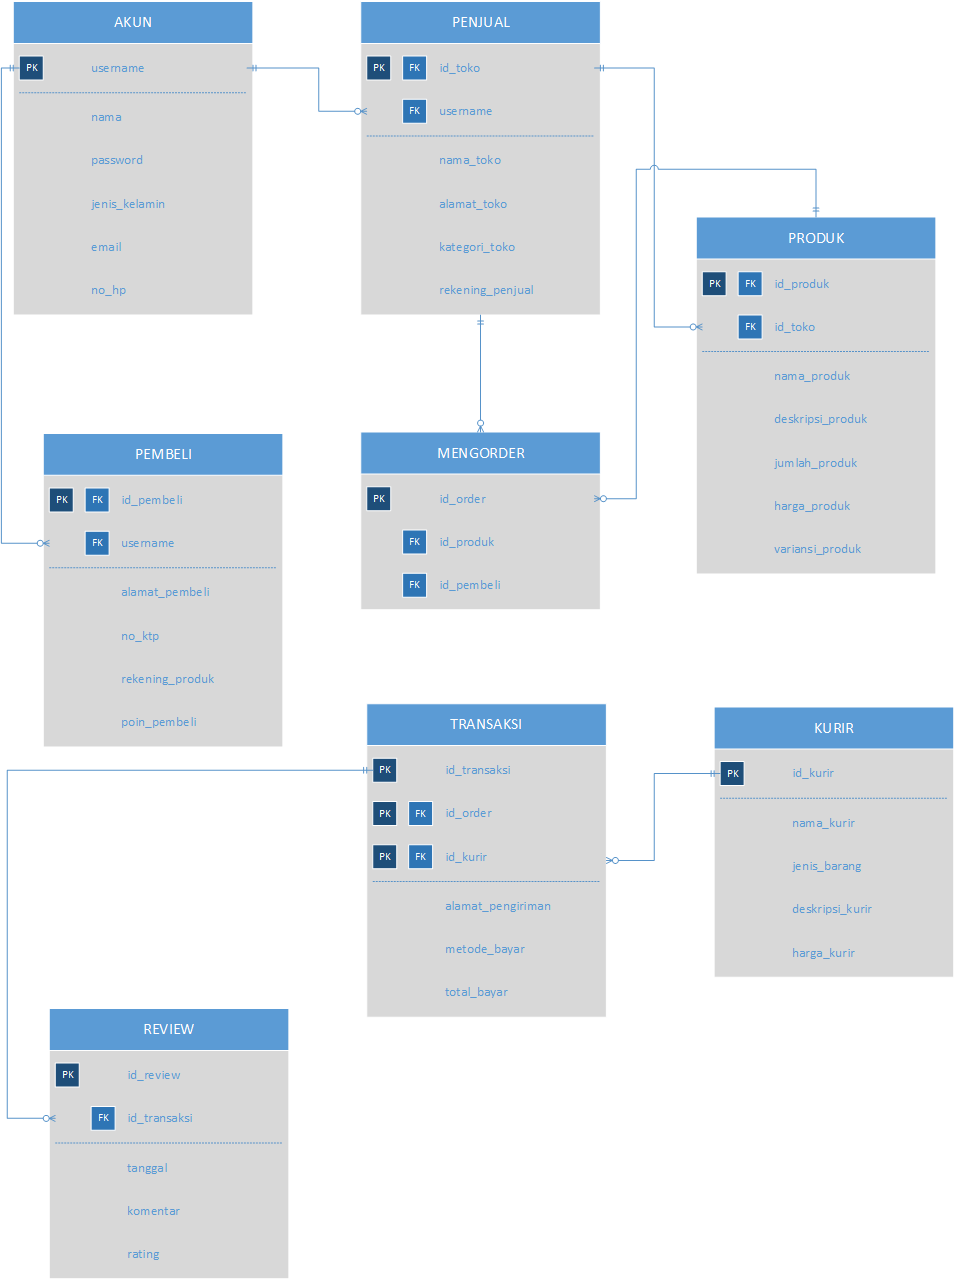 AKUN
PK username
nama
password
jenis_kelamin
email
no_hp
PENJUAL
PK FK id_toko
FK username
nama_toko
alamat_toko
kategori_toko
rekening_penjual
PRODUK
PK FK id_produk
FK id_toko
nama_produk
deskripsi_produk
jumlah_produk
harga_produk
variansi_produk
PEMBELI
PK FK id_pembeli
FK username
alamat_pembeli
no_ktp
rekening_produk
poin_pembeli
MENGORDER
PK id_order
FK id_produk
FK id_pembeli
TRANSAKSI
PK id_transaksi
PK FK id_order
PK FK id_kurir
alamat_pengiriman
metode_bayar
total_bayar
KURIR
PK id_kurir
nama_kurir
jenis_barang
deskripsi_kurir
harga_kurir
REVIEW
PK id_review
FK id_transaksi
tanggal
komentar
rating